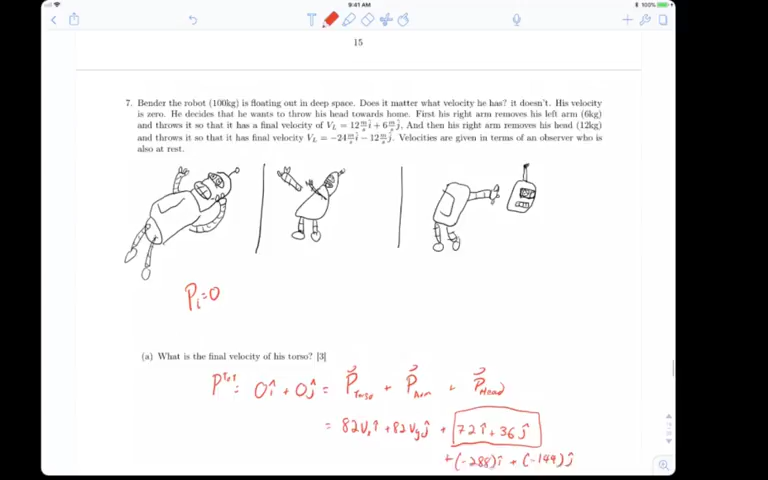 9:41 AM
100%
15
7. Bender the robot (100kg) is floating out in deep space. Does it matter what velocity he has? it doesn't. His velocity
is zero. He decides that he wants to throw his head towards home. First his right arm removes his left arm (6kg)
and throws it so that it has a final velocity of V_L = 12 m/s î + 6 m/s ĵ, And then his right arm removes his head (12kg)
and throws it so that it has final velocity V_L = −24 m/s î − 12 m/s ĵ. Velocities are given in terms of an observer who is
also at rest.
P_i=0
(a) What is the final velocity of his torso? [3]
P^Tot = 0î + 0ĵ = P⃗_Torso + P⃗_Arm + P⃗_Head
= 82V_x î + 82V_y ĵ + 72î + 36ĵ
+(-288)î + (-144)ĵ